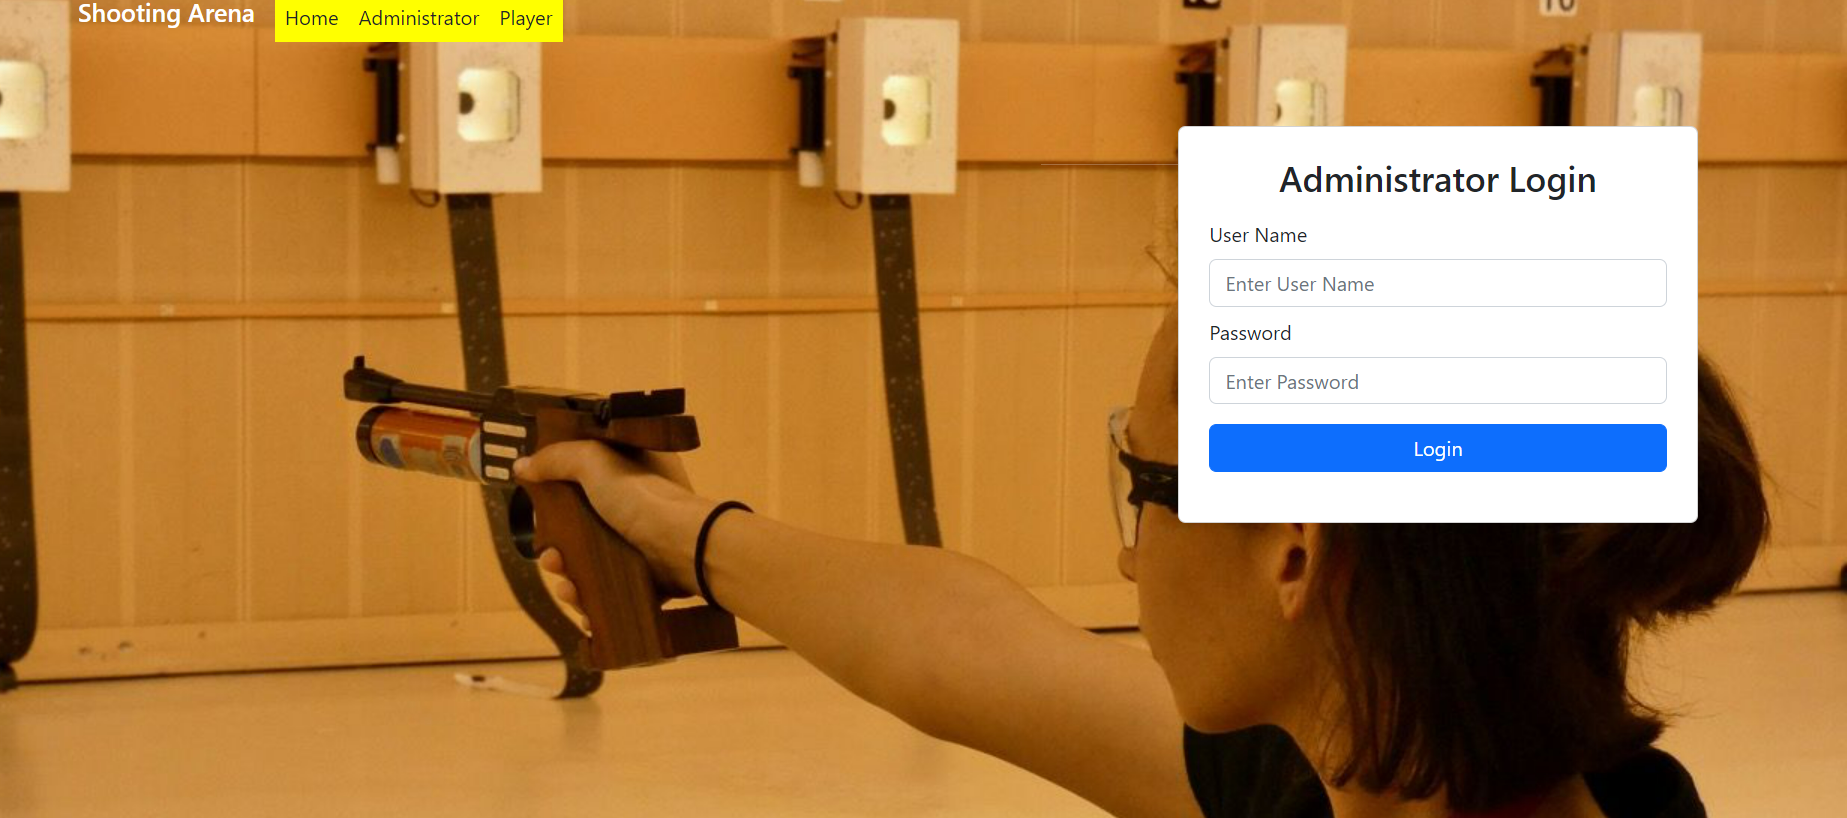 Shooting Arena
Home Administrator Player
Administrator Login
User Name
Enter User Name
Password
Enter Password
Login